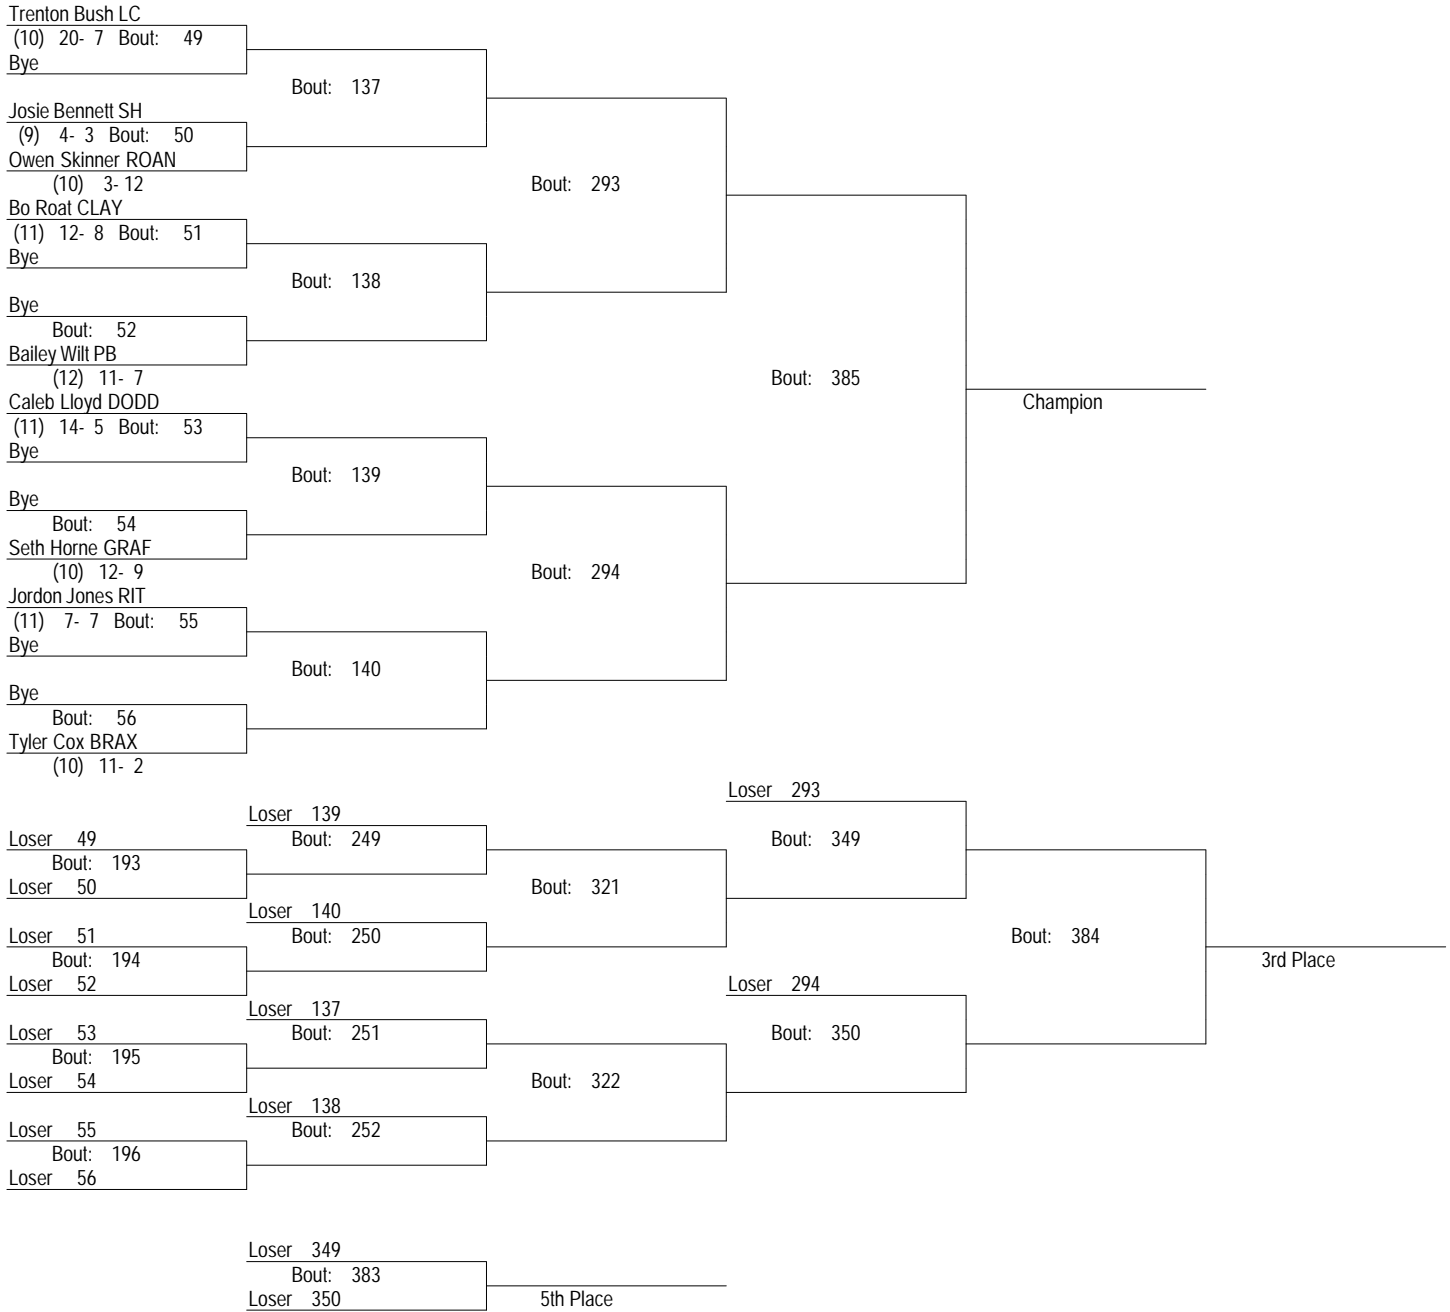 Trenton Bush LC
(10) 20- 7 Bout: 49
Bye
Bout: 137
Josie Bennett SH
(9) 4- 3 Bout: 50
Owen Skinner ROAN
(10) 3- 12
Bout: 293
Bo Roat CLAY
(11) 12- 8 Bout: 51
Bye
Bout: 138
Bye
Bout: 52
Bailey Wilt PB
(12) 11- 7
Bout: 385
Champion
Caleb Lloyd DODD
(11) 14- 5 Bout: 53
Bye
Bout: 139
Bye
Bout: 54
Seth Horne GRAF
(10) 12- 9
Bout: 294
Jordon Jones RIT
(11) 7- 7 Bout: 55
Bye
Bout: 140
Bye
Bout: 56
Tyler Cox BRAX
(10) 11- 2
Loser 293
Loser 139
Loser 49
Bout: 249
Bout: 349
Bout: 193
Loser 50
Bout: 321
Loser 140
Loser 51
Bout: 250
Bout: 384
Bout: 194
3rd Place
Loser 52
Loser 294
Loser 137
Loser 53
Bout: 251
Bout: 350
Bout: 195
Loser 54
Bout: 322
Loser 138
Loser 55
Bout: 252
Bout: 196
Loser 56
Loser 349
Bout: 383
Loser 350
5th Place